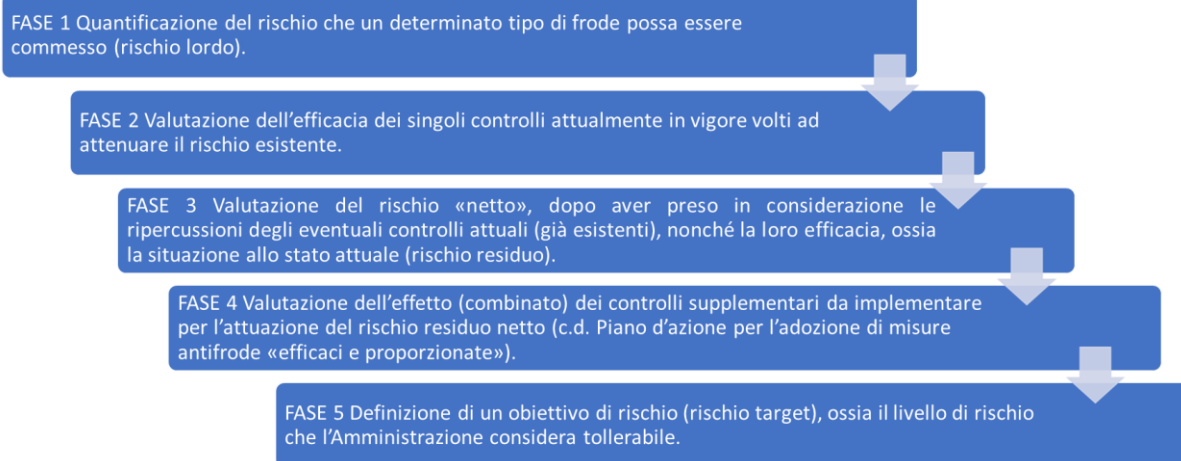 FASE 1 Quantificazione del rischio che un determinato tipo di frode possa essere
commesso (rischio lordo).
FASE 2 Valutazione dell’efficacia dei singoli controlli attualmente in vigore volti ad
attenuare il rischio esistente.
FASE 3 Valutazione del rischio «netto», dopo aver preso in considerazione le
ripercussioni degli eventuali controlli attuali (già esistenti), nonché la loro efficacia, ossia
la situazione allo stato attuale (rischio residuo).
FASE 4 Valutazione dell’effetto (combinato) dei controlli supplementari da implementare
per l’attuazione del rischio residuo netto (c.d. Piano d’azione per l’adozione di misure
antifrode «efficaci e proporzionate»).
FASE 5 Definizione di un obiettivo di rischio (rischio target), ossia il livello di rischio
che l’Amministrazione considera tollerabile.